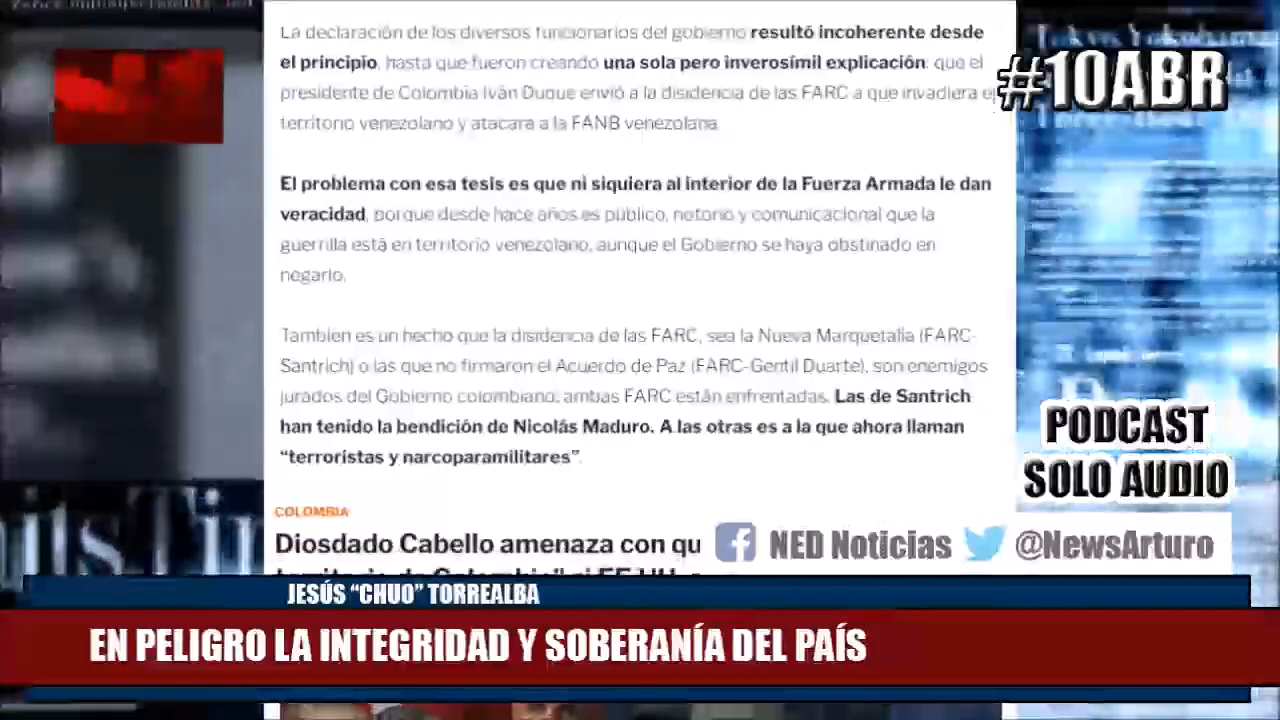 La declaración de los diversos funcionarios del gobierno resultó incoherente desde
el principio, hasta que fueron creando una sola pero inverosímil explicación: que el
presidente de Colombia Iván Duque envió a la disidencia de las FARC a que invadiera el
territorio venezolano y atacara a la FANB venezolana.
#10ABR
El problema con esa tesis es que ni siquiera al interior de la Fuerza Armada le dan
veracidad, porque desde hace años es público, notorio y comunicacional que la
guerrilla está en territorio venezolano, aunque el Gobierno se haya obstinado en
negarlo.
También es un hecho que la disidencia de las FARC, sea la Nueva Marquetalia (FARC-
Santrich) o las que no firmaron el Acuerdo de Paz (FARC-Gentil Duarte), son enemigos
jurados del Gobierno colombiano; ambas FARC están enfrentadas. Las de Santrich
han tenido la bendición de Nicolás Maduro. A las otras es a la que ahora llaman
“terroristas y narcoparamilitares”.
PODCAST
SOLO AUDIO
COLOMBIA
Diosdado Cabello amenaza con qu
NED Noticias @NewsArturo
JESÚS “CHUO” TORREALBA
EN PELIGRO LA INTEGRIDAD Y SOBERANÍA DEL PAÍS